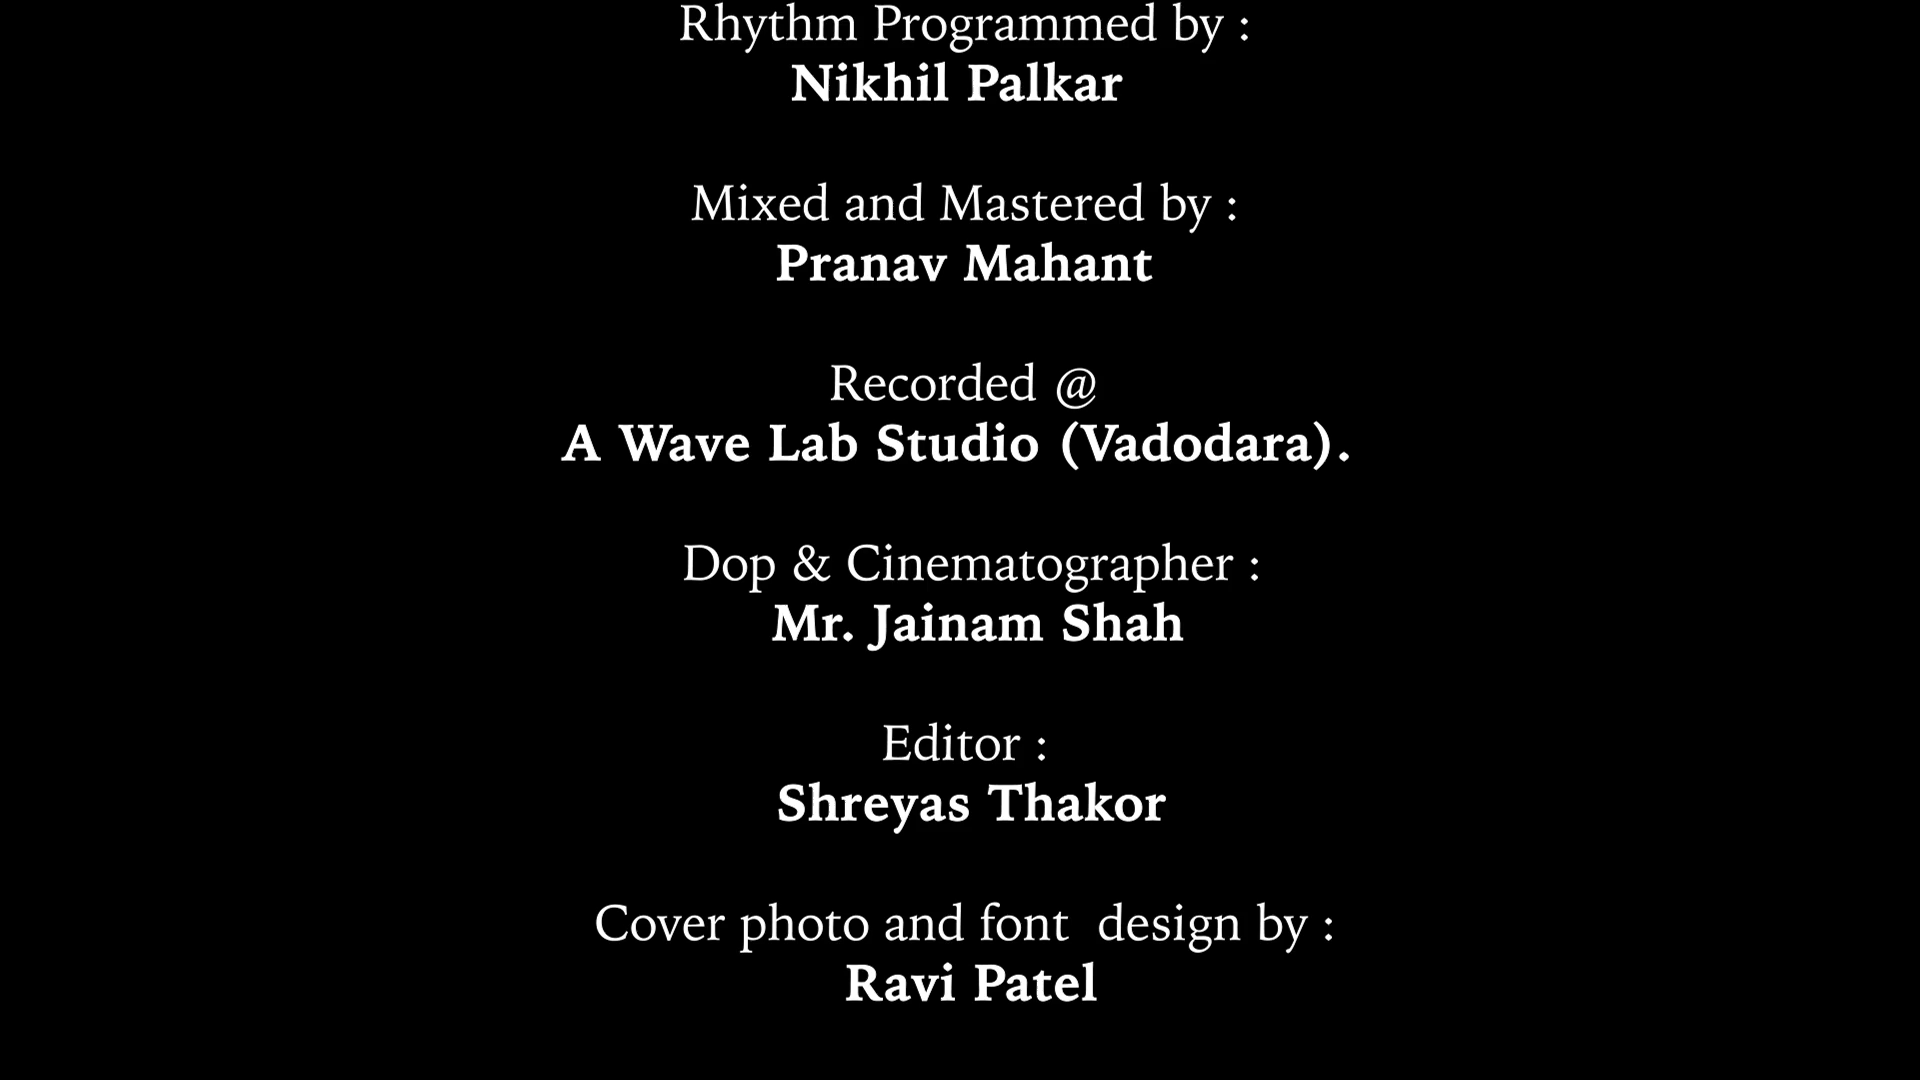 Rhythm Programmed by :
Nikhil Palkar
Mixed and Mastered by :
Pranav Mahant
Recorded @
A Wave Lab Studio (Vadodara).
Dop & Cinematographer :
Mr. Jainam Shah
Editor :
Shreyas Thakor
Cover photo and font  design by :
Ravi Patel